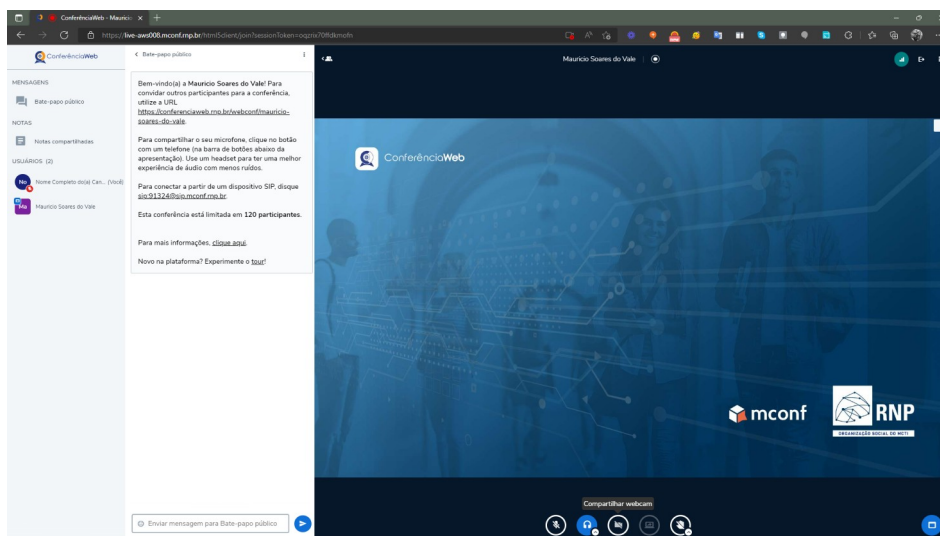 ConferênciaWeb - Mauricio
https://live-aws008.mconf.rnp.br/html5client/join?sessionToken=oqzrix70ffdkmofn
ConferênciaWeb
MENSAGENS
Bate-papo público
NOTAS
Notas compartilhadas
USUÁRIOS (2)
No
Nome Completo do(a) Can... (Você)
Ma
Mauricio Soares do Vale
Bate-papo público
Bem-vindo(a) a Mauricio Soares do Vale! Para
convidar outros participantes para a conferência,
utilize a URL
https://conferenciaweb.rnp.br/webconf/mauricio-
soares-do-vale.
Para compartilhar o seu microfone, clique no botão
com um telefone (na barra de botões abaixo da
apresentação). Use um headset para ter uma melhor
experiência de áudio com menos ruídos.
Para conectar a partir de um dispositivo SIP, disque
sip:91324@sip.mconf.rnp.br.
Esta conferência está limitada em 120 participantes.
Para mais informações, clique aqui.
Novo na plataforma? Experimente o tour!
Enviar mensagem para Bate-papo público
Mauricio Soares do Vale
ConferênciaWeb
mconf
RNP
ORGANIZAÇÃO SOCIAL DO MCTI
Compartilhar webcam